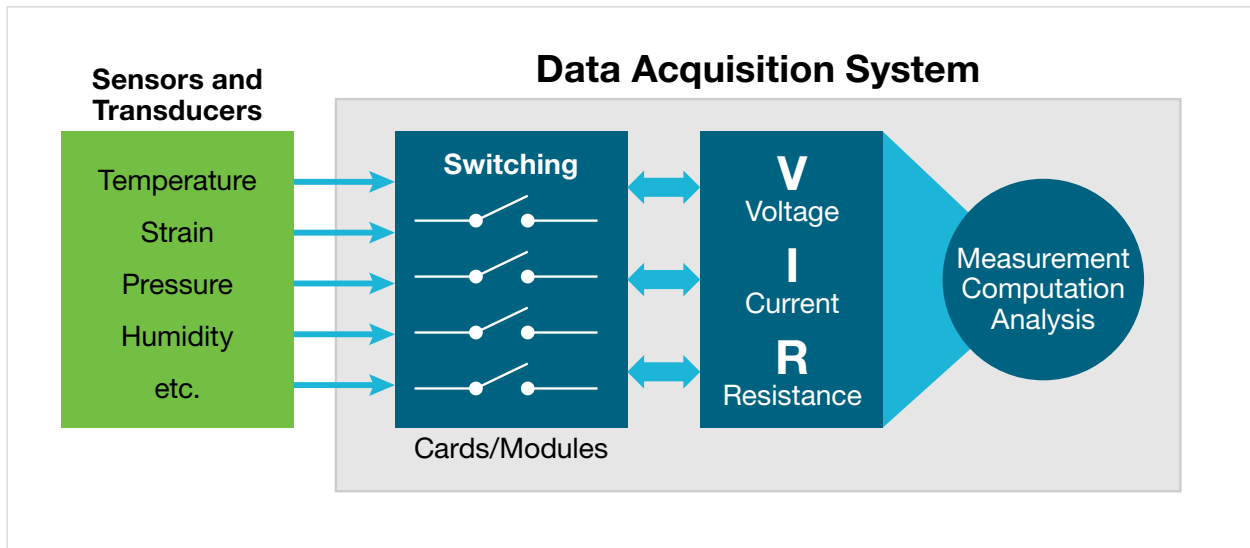 Data Acquisition System
Sensors and
Transducers
Temperature
Strain
Pressure
Humidity
etc.
Switching
Cards/Modules
V
Voltage
I
Current
R
Resistance
Measurement
Computation
Analysis